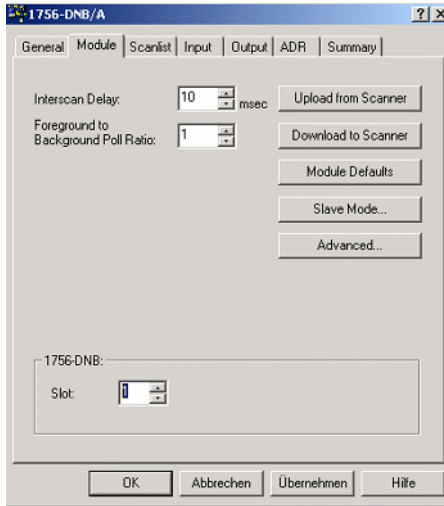 1756-DNB/A
General Module Scanlist Input Output ADR Summary
Interscan Delay: 10 msec Upload from Scanner
Foreground to
Background Poll Ratio: 1 Download to Scanner
Module Defaults
Slave Mode...
Advanced...
1756-DNB:
Slot: 1
OK Abbrechen Übernehmen Hilfe